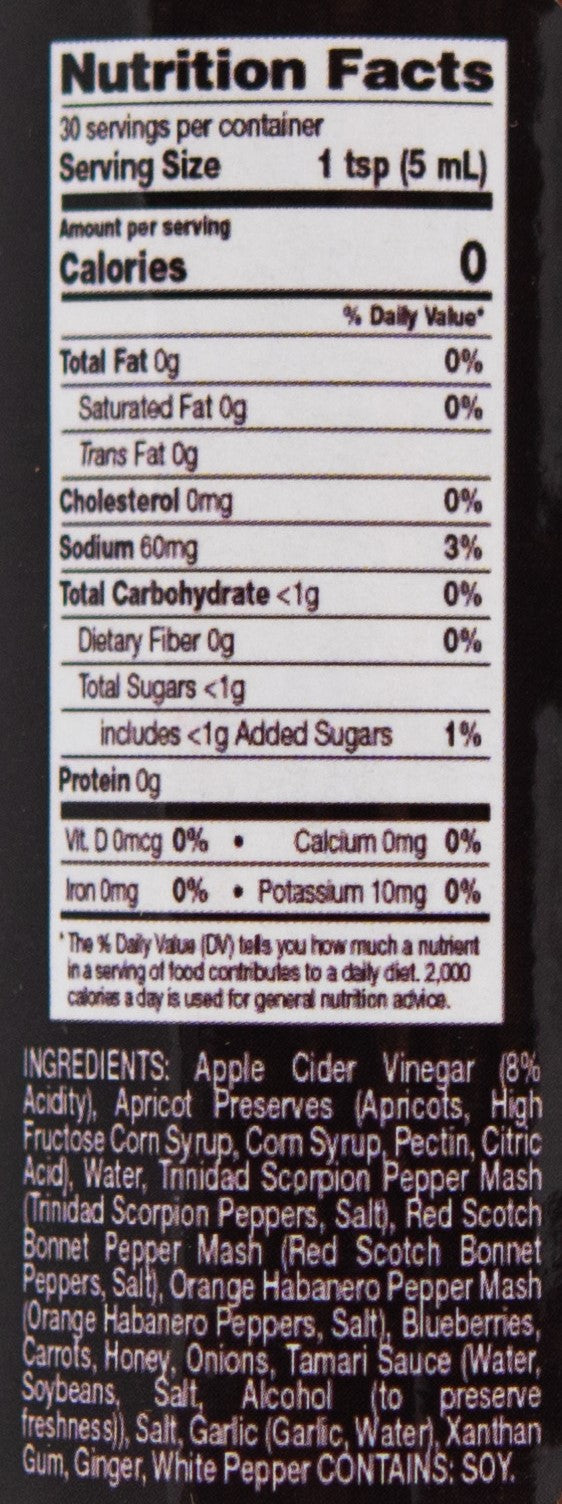 Nutrition Facts
30 servings per container
Serving Size 1 tsp (5 mL)
Amount per serving
Calories 0
% Daily Value*
Total Fat 0g 0%
Saturated Fat 0g 0%
Trans Fat 0g
Cholesterol 0mg 0%
Sodium 60mg 3%
Total Carbohydrate <1g 0%
Dietary Fiber 0g 0%
Total Sugars <1g
includes <1g Added Sugars 1%
Protein 0g
Vit. D 0mcg 0% • Calcium 0mg 0%
Iron 0mg 0% • Potassium 10mg 0%
*The % Daily Value (DV) tells you how much a nutrient
in a serving of food contributes to a daily diet. 2,000
calories a day is used for general nutrition advice.
INGREDIENTS: Apple Cider Vinegar (8%
Acidity), Apricot Preserves (Apricots, High
Fructose Corn Syrup, Corn Syrup, Pectin, Citric
Acid), Water, Trinidad Scorpion Pepper Mash
(Trinidad Scorpion Peppers, Salt), Red Scotch
Bonnet Pepper Mash (Red Scotch Bonnet
Peppers, Salt), Orange Habanero Pepper Mash
(Orange Habanero Peppers, Salt), Blueberries,
Carrots, Honey, Onions, Tamari Sauce (Water,
Soybeans, Salt, Alcohol (to preserve
freshness)), Salt, Garlic (Garlic, Water), Xanthan
Gum, Ginger, White Pepper CONTAINS: SOY.